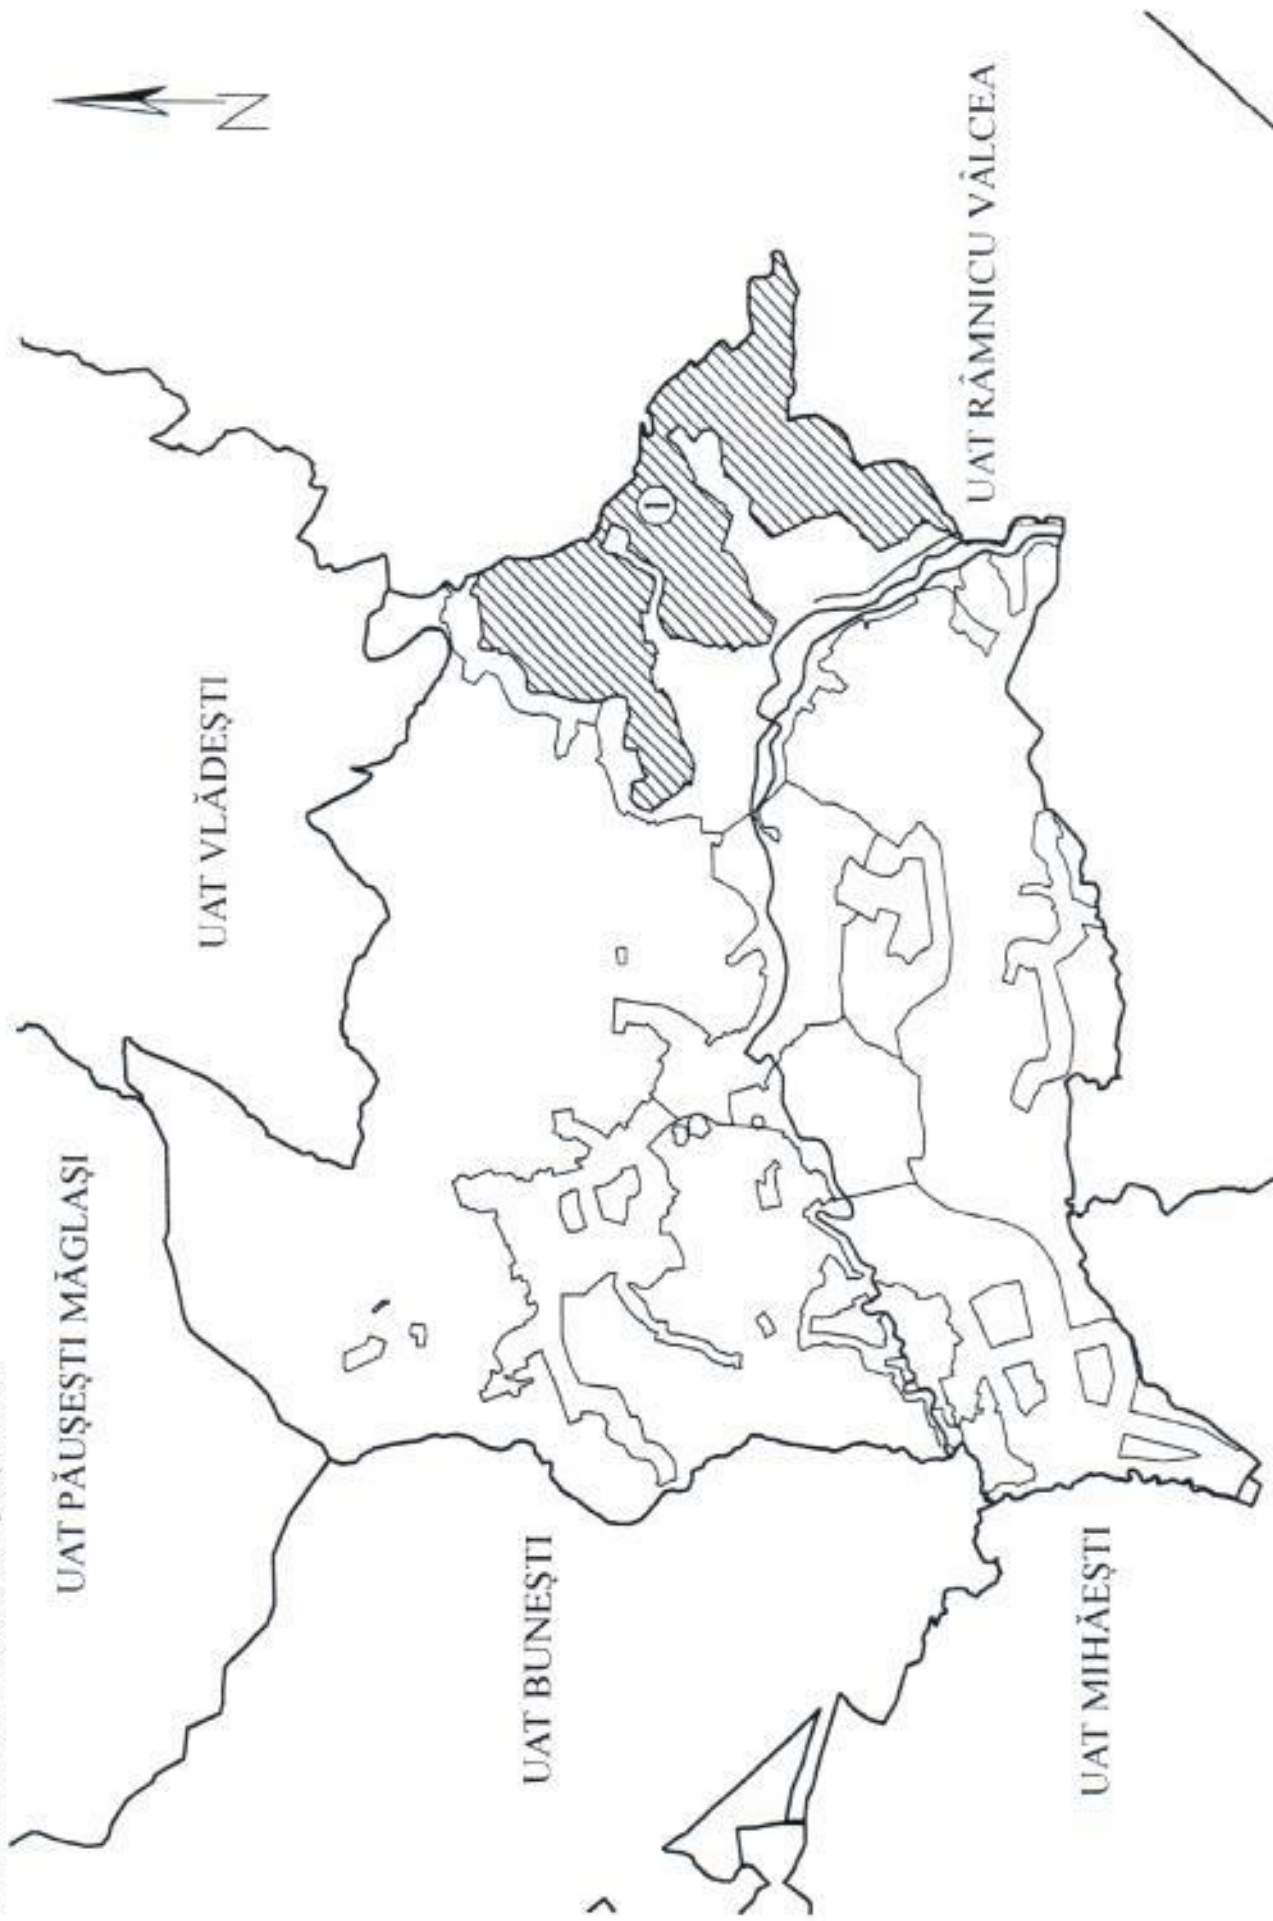 N
UAT PĂUȘEȘTI MĂGLAȘI
UAT VLĂDEȘTI
UAT RÂMNICU VÂLCEA
1
UAT BUNEȘTI
UAT MIHĂEȘTI